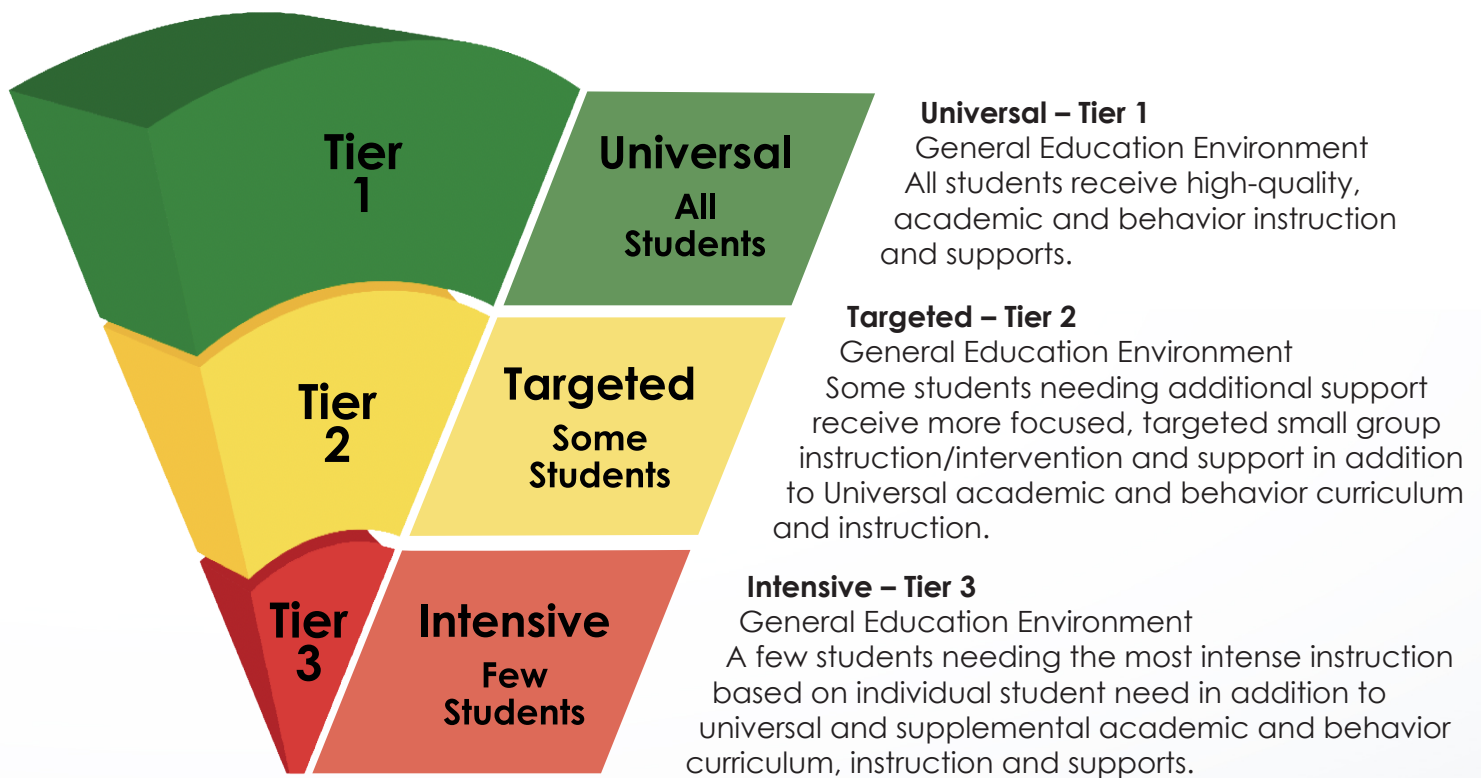 Tier
1
Universal
All
Students
Universal – Tier 1
General Education Environment
All students receive high-quality,
academic and behavior instruction
and supports.
Tier
2
Targeted
Some
Students
Targeted – Tier 2
General Education Environment
Some students needing additional support
receive more focused, targeted small group
instruction/intervention and support in addition
to Universal academic and behavior curriculum
and instruction.
Tier
3
Intensive
Few
Students
Intensive – Tier 3
General Education Environment
A few students needing the most intense instruction
based on individual student need in addition to
universal and supplemental academic and behavior
curriculum, instruction and supports.